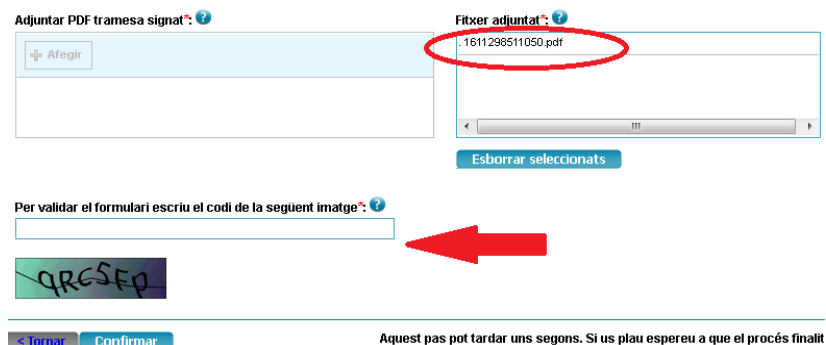 Adjuntar PDF tramesa signat*:
Fitxer adjuntat*:
Afegir
. 1611298511050.pdf
Esborrar seleccionats
Per validar el formulari escriu el codi de la següent imatge*:
< Tornar
Confirmar
Aquest pas pot tardar uns segons. Si us plau espereu a que el procés finalit